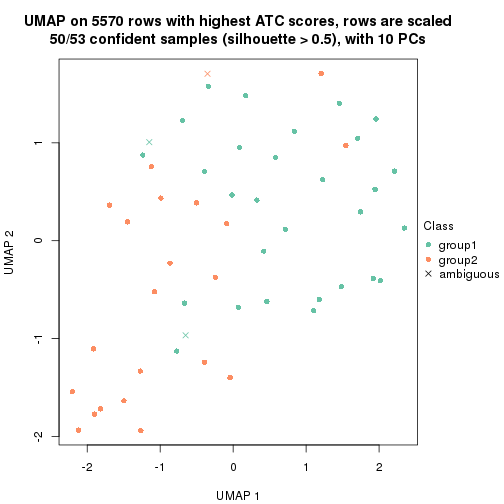 UMAP on 5570 rows with highest ATC scores, rows are scaled
50/53 confident samples (silhouette > 0.5), with 10 PCs
1
0
-1
-2
UMAP 2
-2
-1
0
1
2
UMAP 1
Class
group1
group2
ambiguous